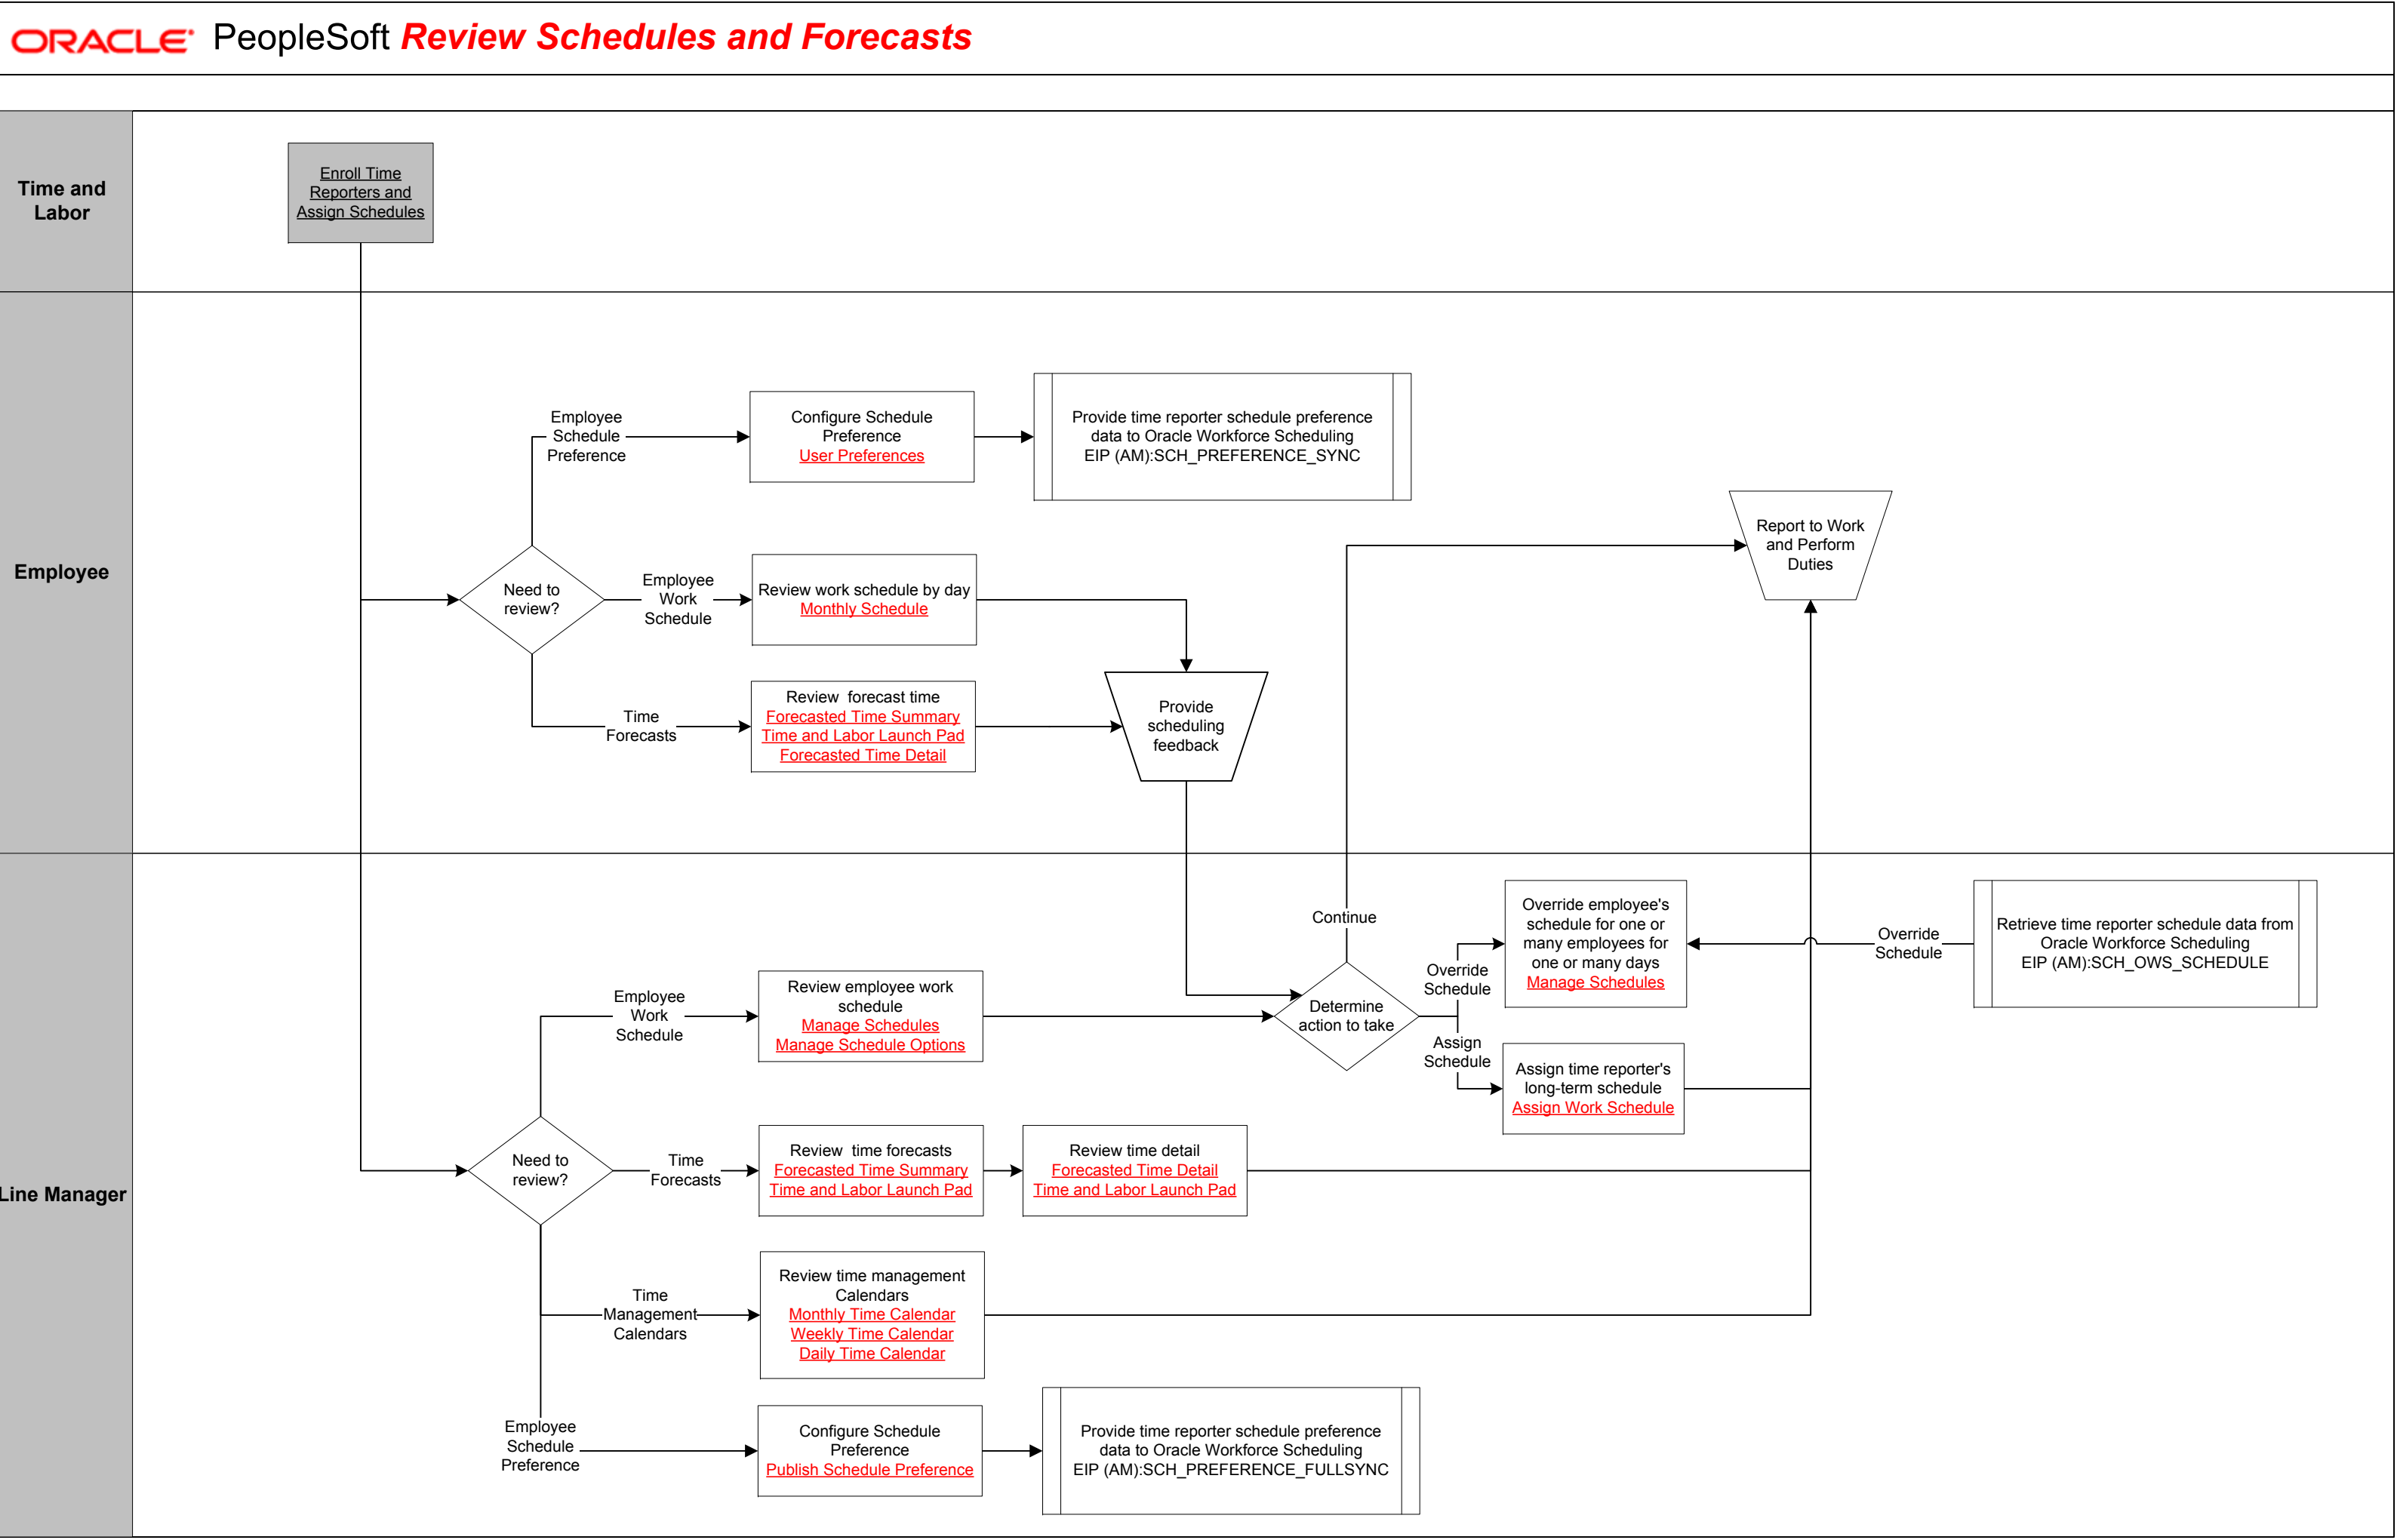 ORACLE PeopleSoft Review Schedules and Forecasts
Time and
Labor
Enroll Time
Reporters and
Assign Schedules
Employee
Employee
Schedule
Preference
Configure Schedule
Preference
User Preferences
Provide time reporter schedule preference
data to Oracle Workforce Scheduling
EIP (AM):SCH_PREFERENCE_SYNC
Need to
review?
Employee
Work
Schedule
Review work schedule by day
Monthly Schedule
Time
Forecasts
Review forecast time
Forecasted Time Summary
Time and Labor Launch Pad
Forecasted Time Detail
Provide
scheduling
feedback
Report to Work
and Perform
Duties
Line Manager
Need to
review?
Employee
Work
Schedule
Review employee work
schedule
Manage Schedules
Manage Schedule Options
Continue
Determine
action to take
Override
Schedule
Override employee's
schedule for one or
many employees for
one or many days
Manage Schedules
Override
Schedule
Retrieve time reporter schedule data from
Oracle Workforce Scheduling
EIP (AM):SCH_OWS_SCHEDULE
Assign
Schedule
Assign time reporter's
long-term schedule
Assign Work Schedule
Time
Forecasts
Review time forecasts
Forecasted Time Summary
Time and Labor Launch Pad
Review time detail
Forecasted Time Detail
Time and Labor Launch Pad
Time
Management
Calendars
Review time management
Calendars
Monthly Time Calendar
Weekly Time Calendar
Daily Time Calendar
Employee
Schedule
Preference
Configure Schedule
Preference
Publish Schedule Preference
Provide time reporter schedule preference
data to Oracle Workforce Scheduling
EIP (AM):SCH_PREFERENCE_FULLSYNC